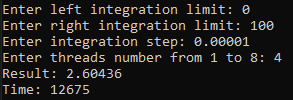 Enter left integration limit: 0
Enter right integration limit: 100
Enter integration step: 0.00001
Enter threads number from 1 to 8: 4
Result: 2.60436
Time: 12675